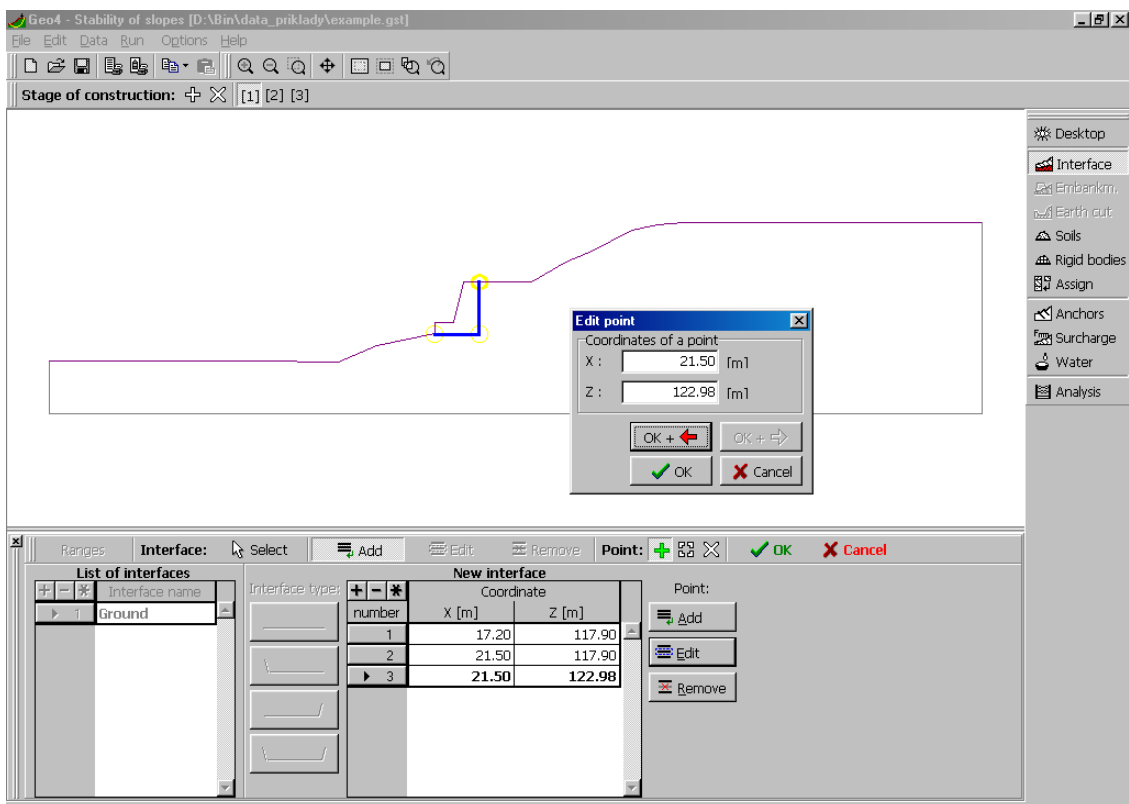 Geo4 - Stability of slopes [D:\Bin\data_priklady\example.gst]
File Edit Data Run Options Help
Stage of construction: [1] [2] [3]
Desktop
Interface
Embankm.
Earth cut
Soils
Rigid bodies
Assign
Anchors
Surcharge
Water
Analysis
Edit point
Coordinates of a point
X : 21.50 [m]
Z : 122.98 [m]
OK + OK +
OK Cancel
Ranges Interface: Select Add Edit Remove Point: OK Cancel
List of interfaces
Interface name
1 Ground
Interface type:
New interface
Coordinate
number X [m] Z [m]
1 17.20 117.90
2 21.50 117.90
3 21.50 122.98
Point:
Add
Edit
Remove